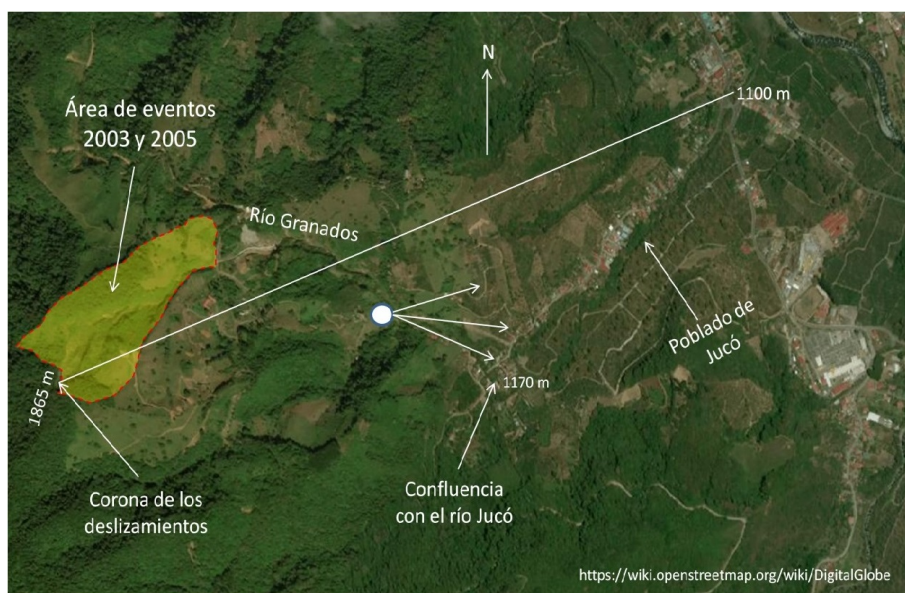 N
1100 m
Área de eventos
2003 y 2005
Río Granados
Poblado de
Jucó
1865 m
1170 m
Corona de los
deslizamientos
Confluencia
con el río Jucó
https://wiki.openstreetmap.org/wiki/DigitalGlobe